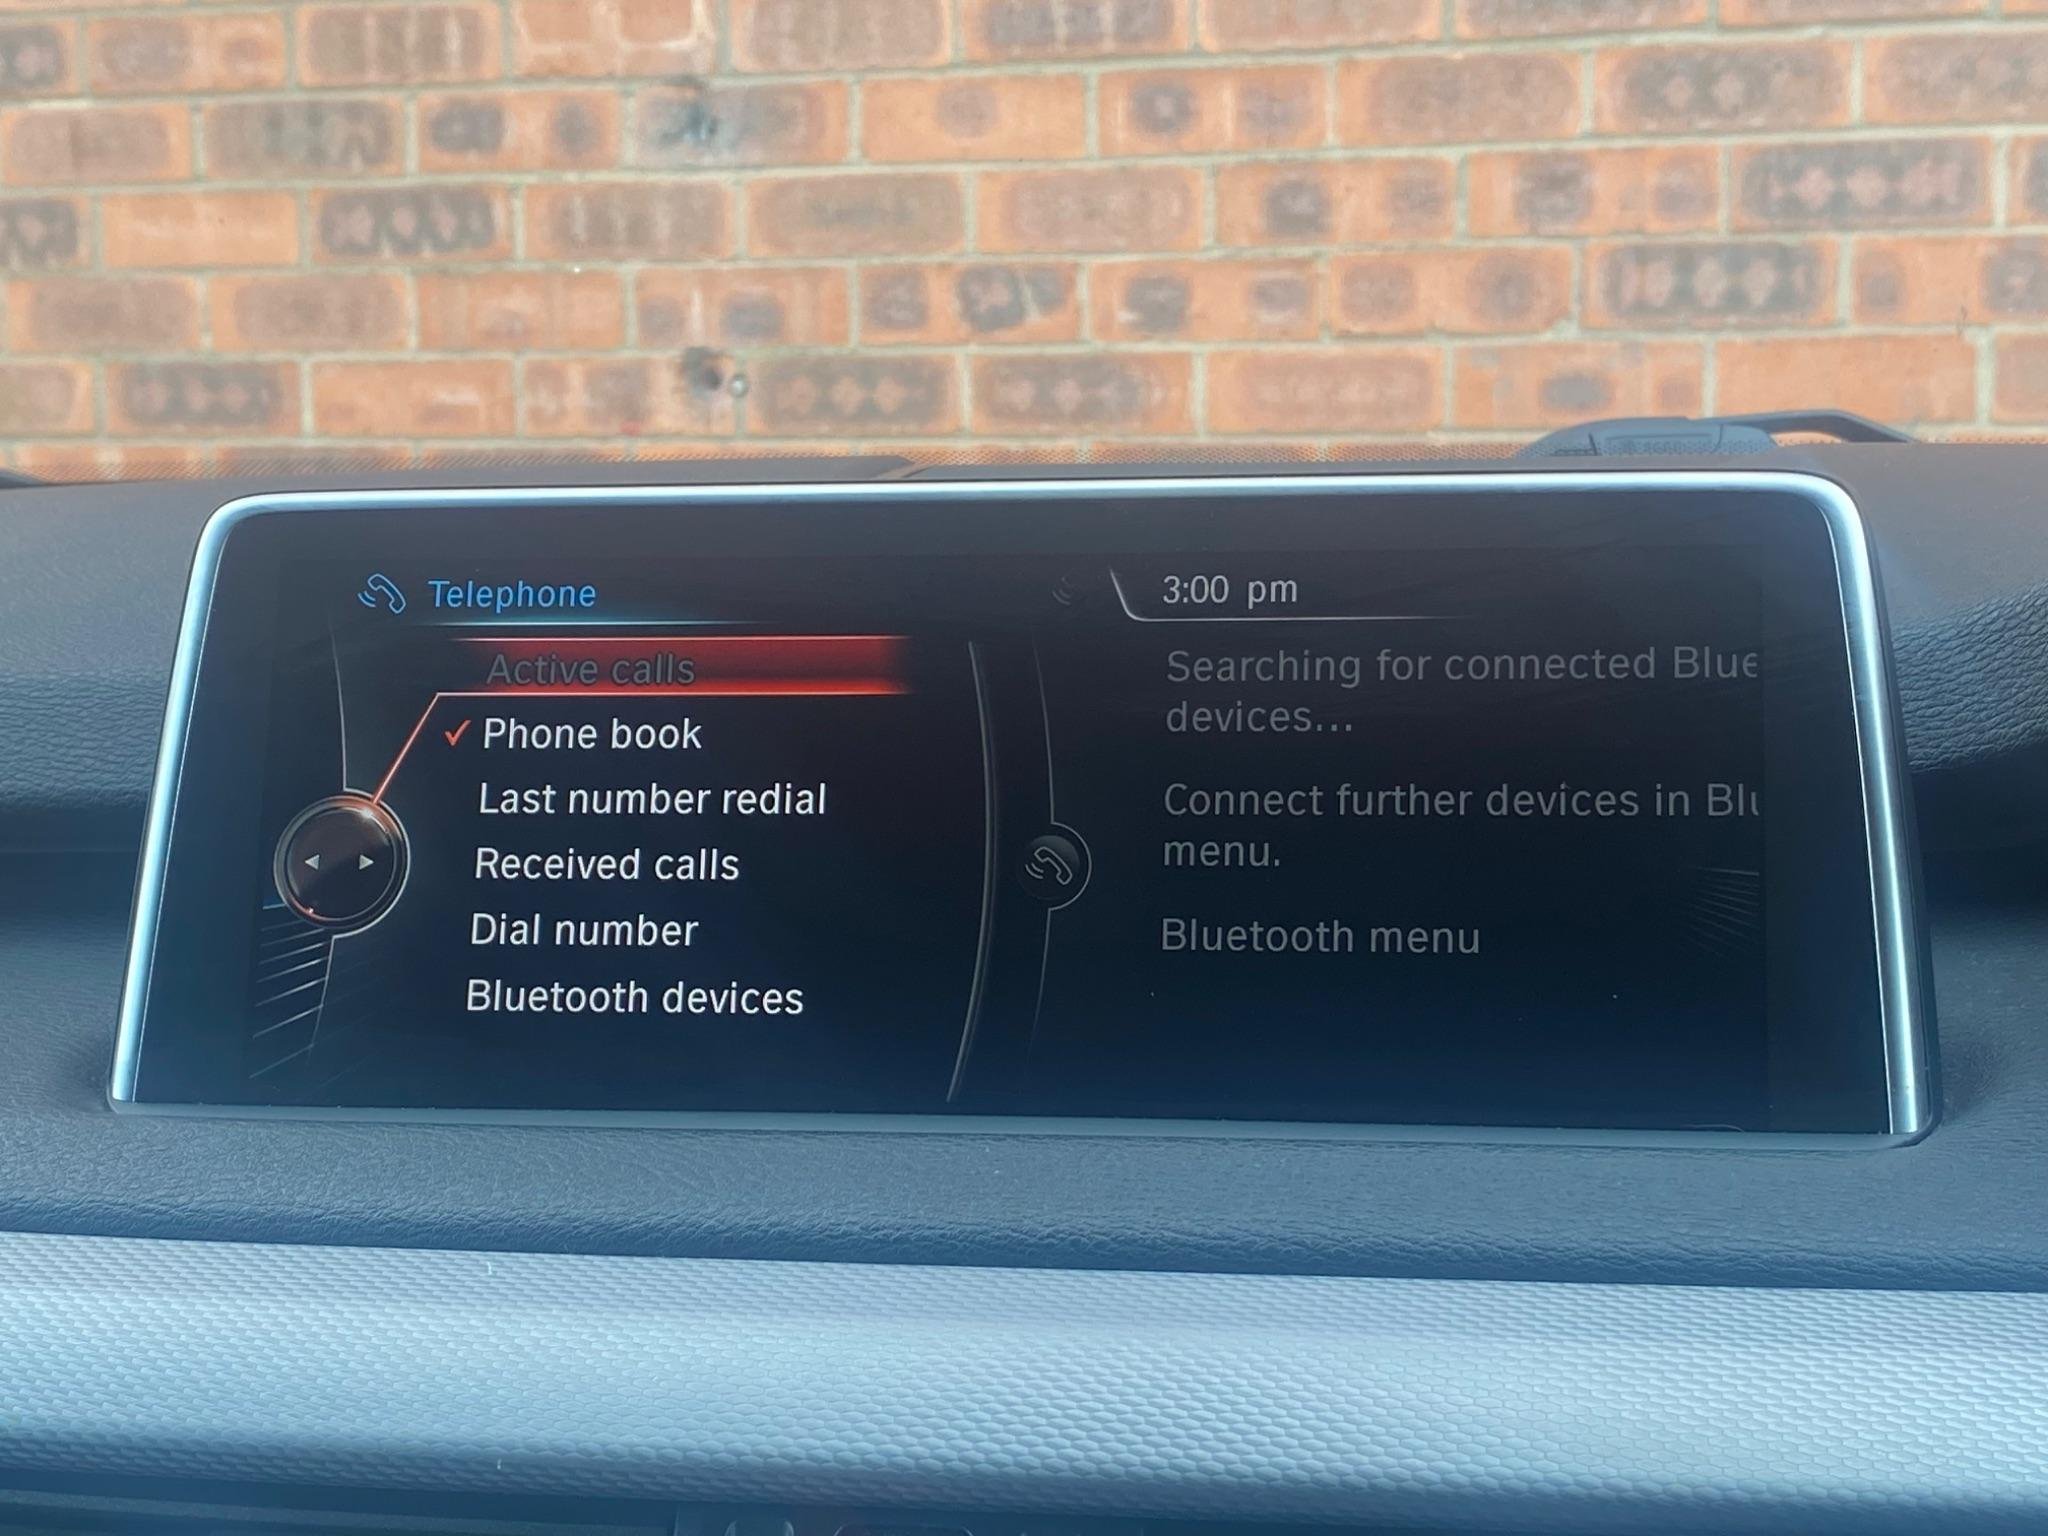 Telephone
3:00 pm
Active calls
Phone book
Last number redial
Received calls
Dial number
Bluetooth devices
Searching for connected Blue
devices...
Connect further devices in Blu
menu.
Bluetooth menu